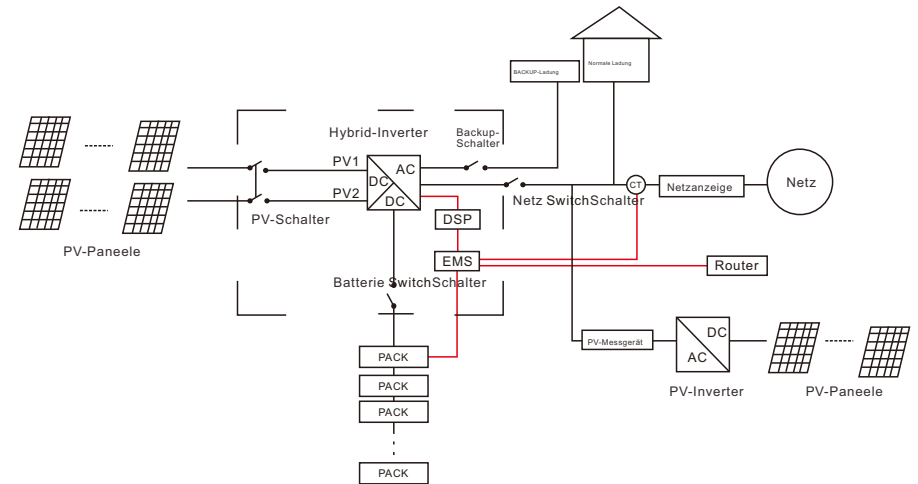 BACKUP-Ladung
Normale Ladung
Hybrid-Inverter
Backup-
Schalter
PV1
AC
DC
PV2
DC
PV-Schalter
Netz SwitchSchalter
CT
Netzanzeige
Netz
PV-Paneele
DSP
EMS
Router
Batterie SwitchSchalter
PACK
PACK
PACK
PACK
PV-Messgerät
DC
AC
PV-Inverter
PV-Paneele